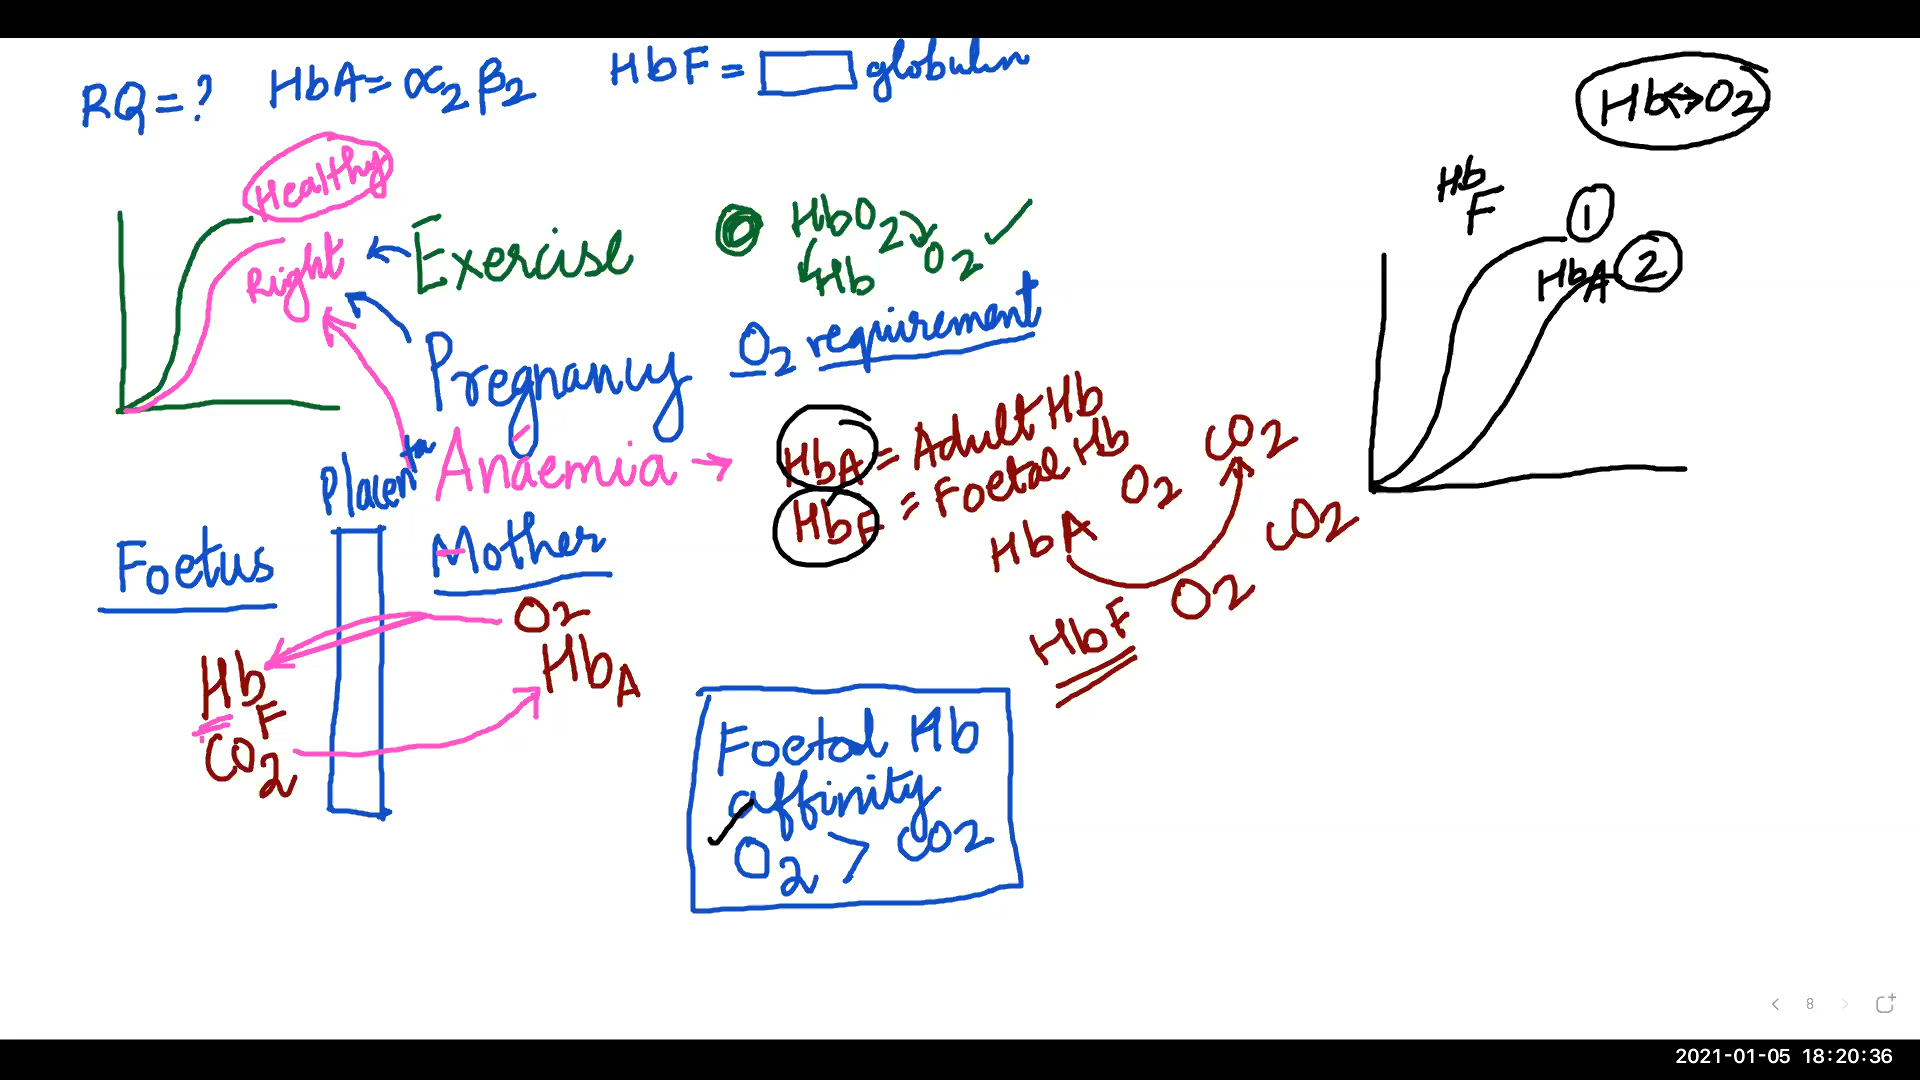 RQ = ? HbA = α2 β2 HbF = globulin
Healthy
Right
Exercise
Pregnancy
Anaemia →
HbO2 O2 ✓
Hb
O2 requirement
HbA = Adult Hb
HbF = Foetal Hb
O2 CO2
HbA CO2
HbF O2
Placenta
Foetus Mother
O2
HbF HbA
CO2
Foetal Hb
affinity
✓ O2 > CO2
Hb↔O2
HbF 1
HbA 2
8
2021-01-05 18:20:36